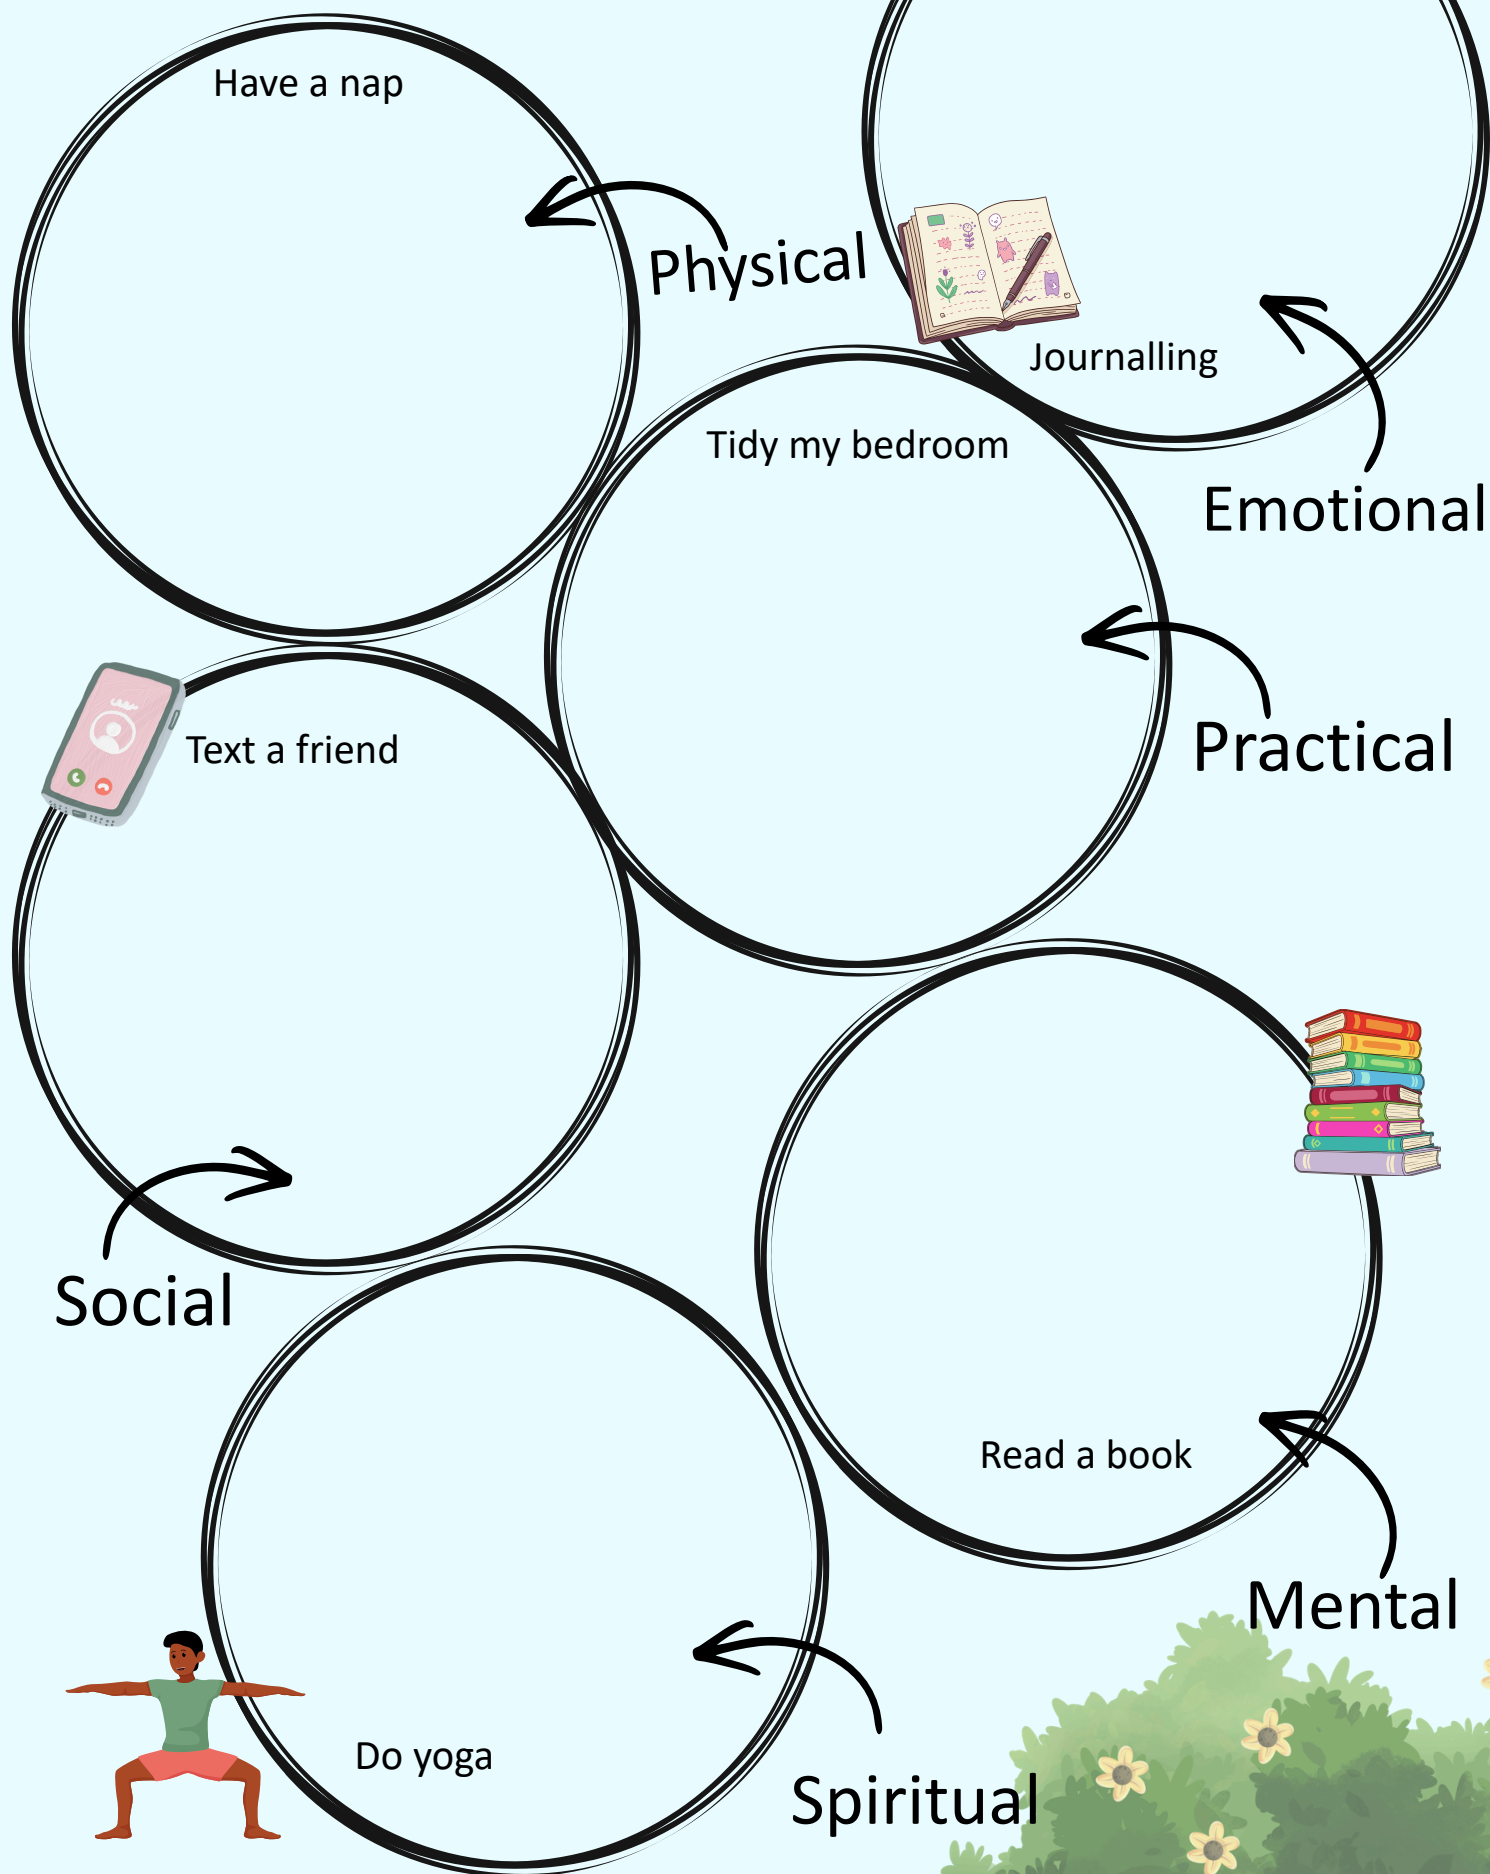 Have a nap
Physical
Journalling
Emotional
Tidy my bedroom
Practical
Text a friend
Social
Read a book
Mental
Do yoga
Spiritual